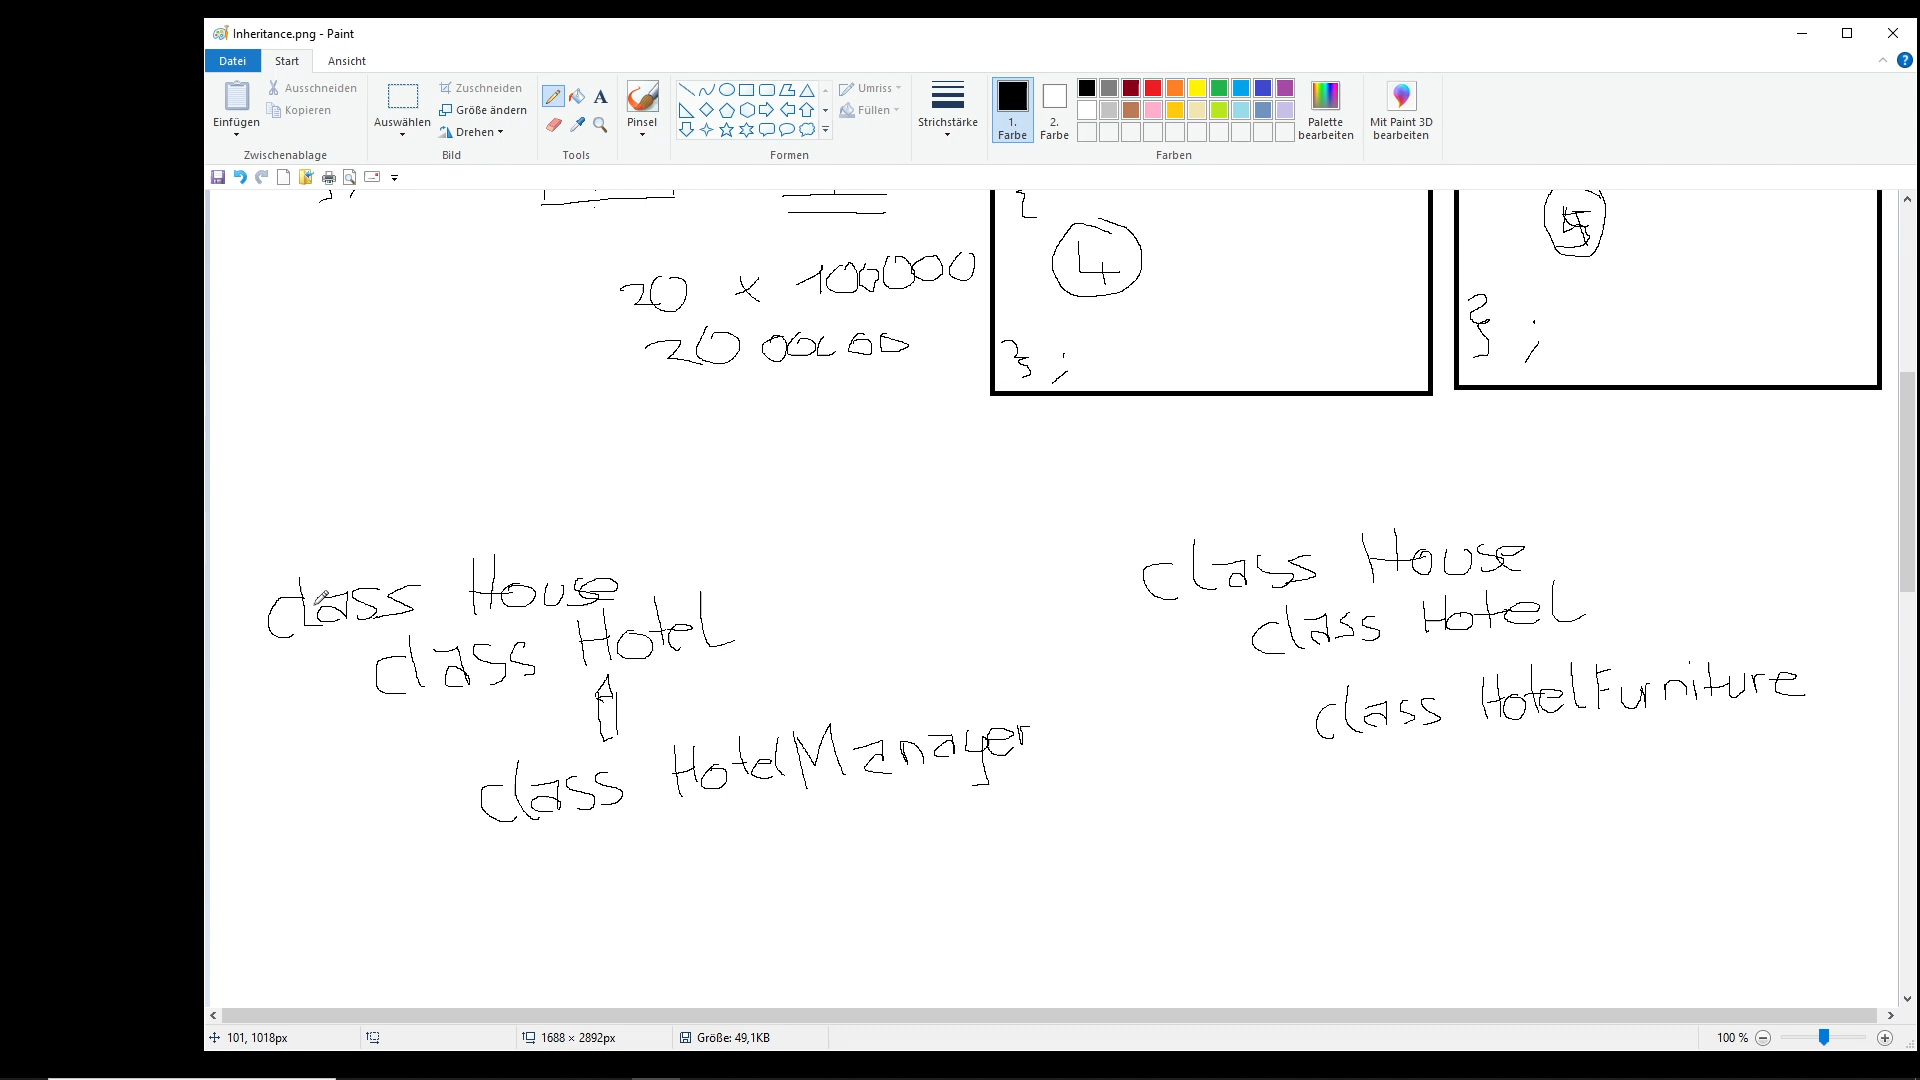 Inheritance.png - Paint
Datei Start Ansicht
Einfügen
Ausschneiden
Kopieren
Zwischenablage
Auswählen
Zuschneiden
Größe ändern
Drehen
Bild
A
Tools
Pinsel
Formen
Umriss
Füllen
Strichstärke
1. Farbe
2. Farbe
Farben
Palette bearbeiten
Mit Paint 3D bearbeiten
};
{
4
};
5
};
20 x 100000
class House
class Hotel
class HotelManager
class House
class Hotel
class HotelFurniture
101, 1018px
1688 × 2892px
Größe: 49,1KB
100 %